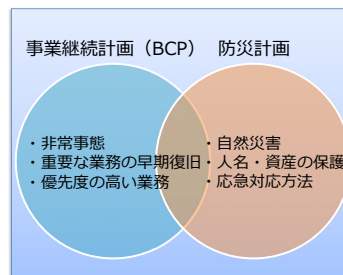 事業継続計画（BCP）
防災計画
・非常事態
・重要な業務の早期復旧
・優先度の高い業務
・自然災害
・人名・資産の保護
・応急対応方法